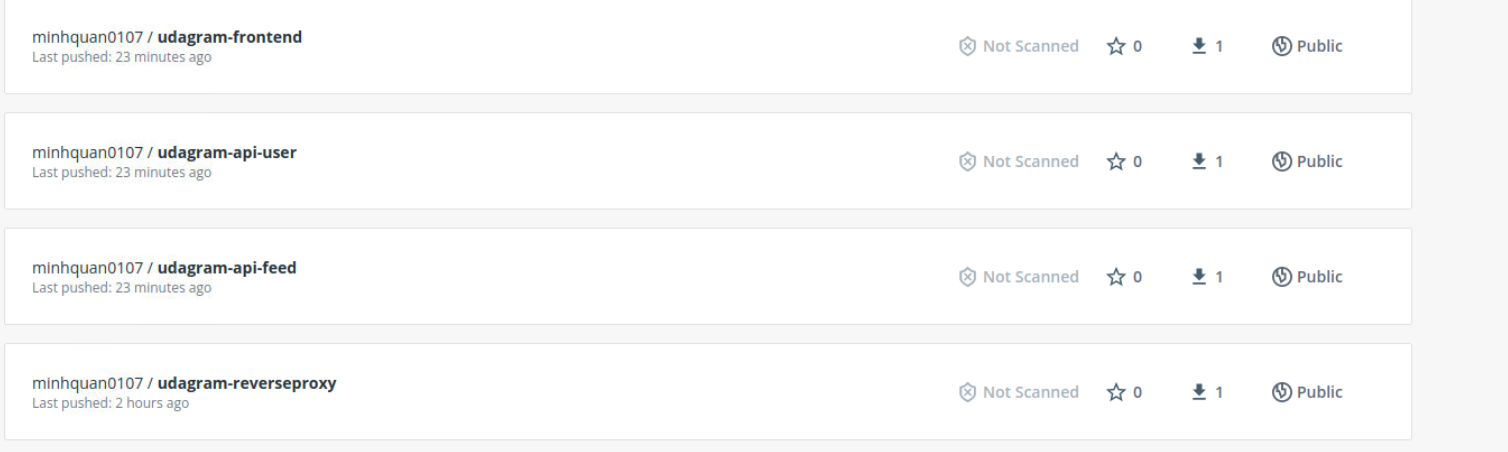 minhquan0107 / udagram-frontend
Last pushed: 23 minutes ago
Not Scanned 0 1 Public
minhquan0107 / udagram-api-user
Last pushed: 23 minutes ago
Not Scanned 0 1 Public
minhquan0107 / udagram-api-feed
Last pushed: 23 minutes ago
Not Scanned 0 1 Public
minhquan0107 / udagram-reverseproxy
Last pushed: 2 hours ago
Not Scanned 0 1 Public